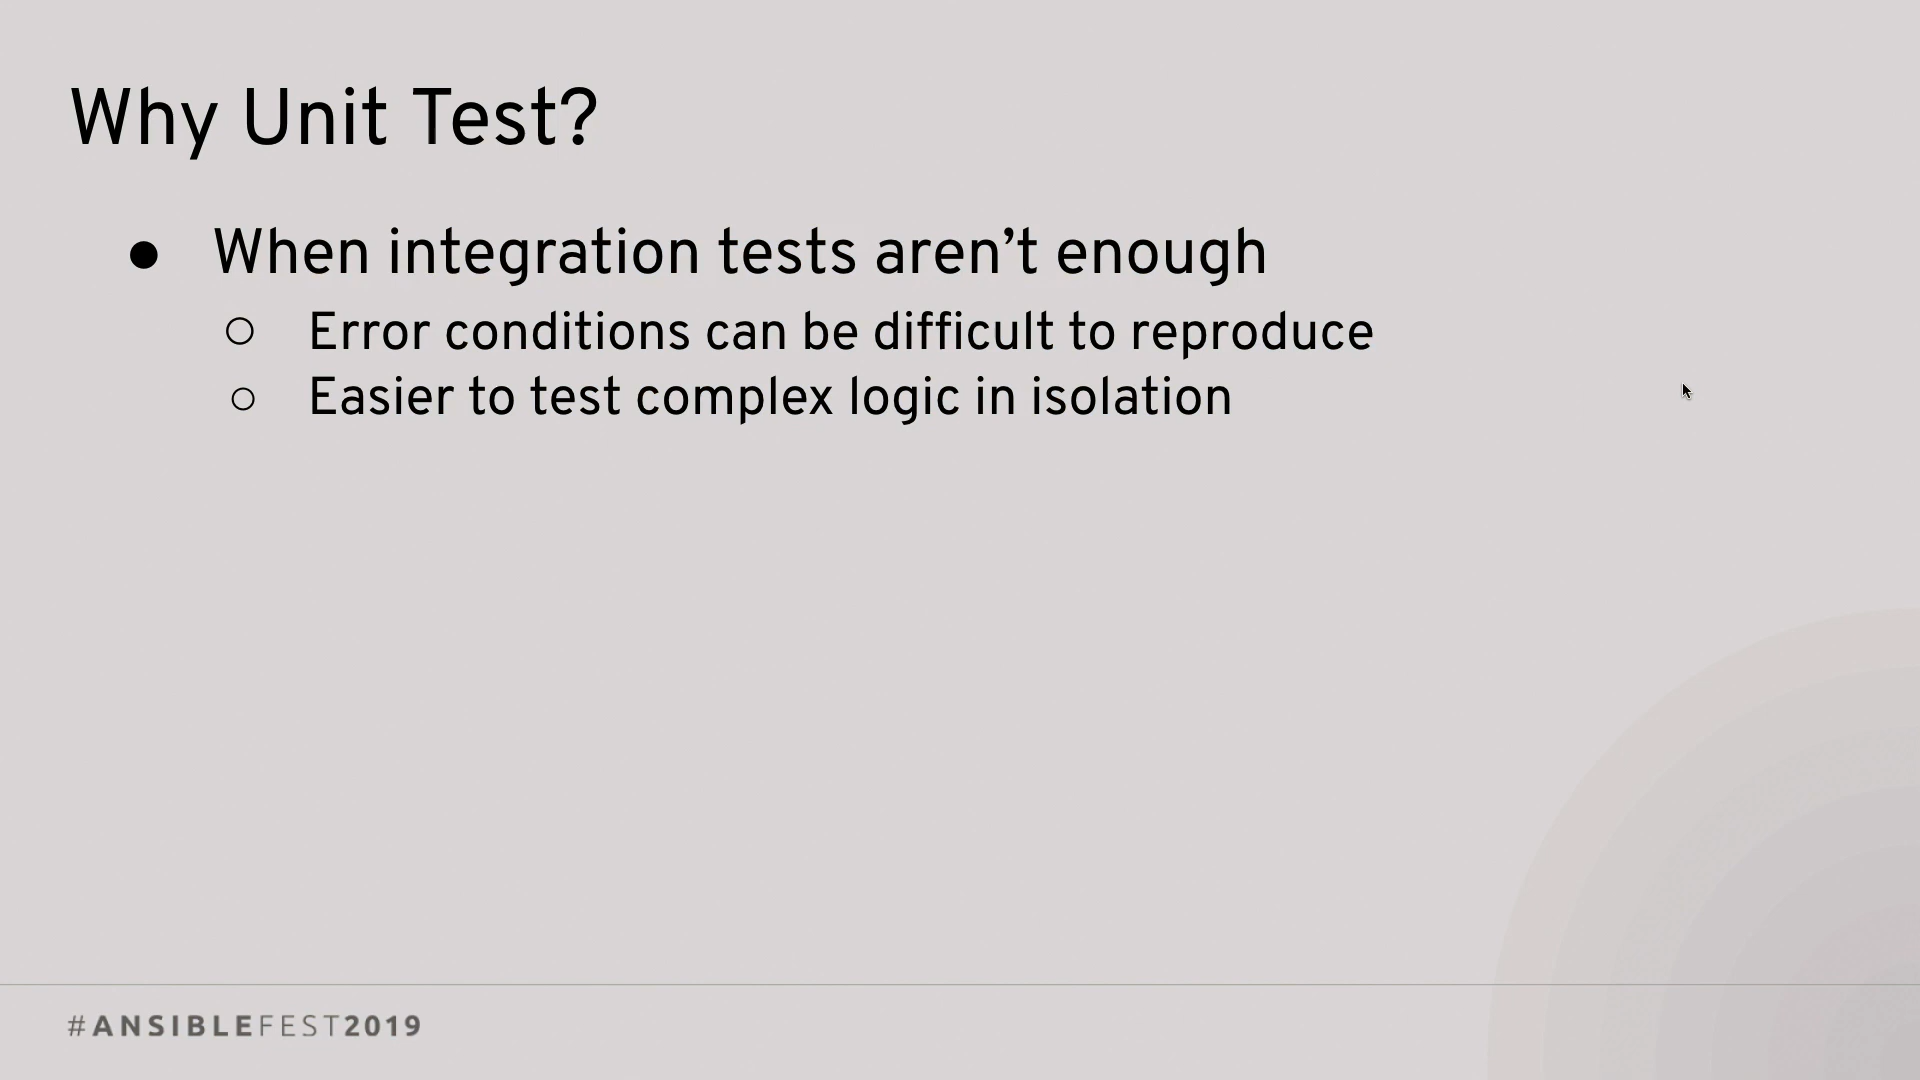 Why Unit Test?
● When integration tests aren’t enough
○ Error conditions can be difficult to reproduce
○ Easier to test complex logic in isolation
#ANSIBLEFEST2019